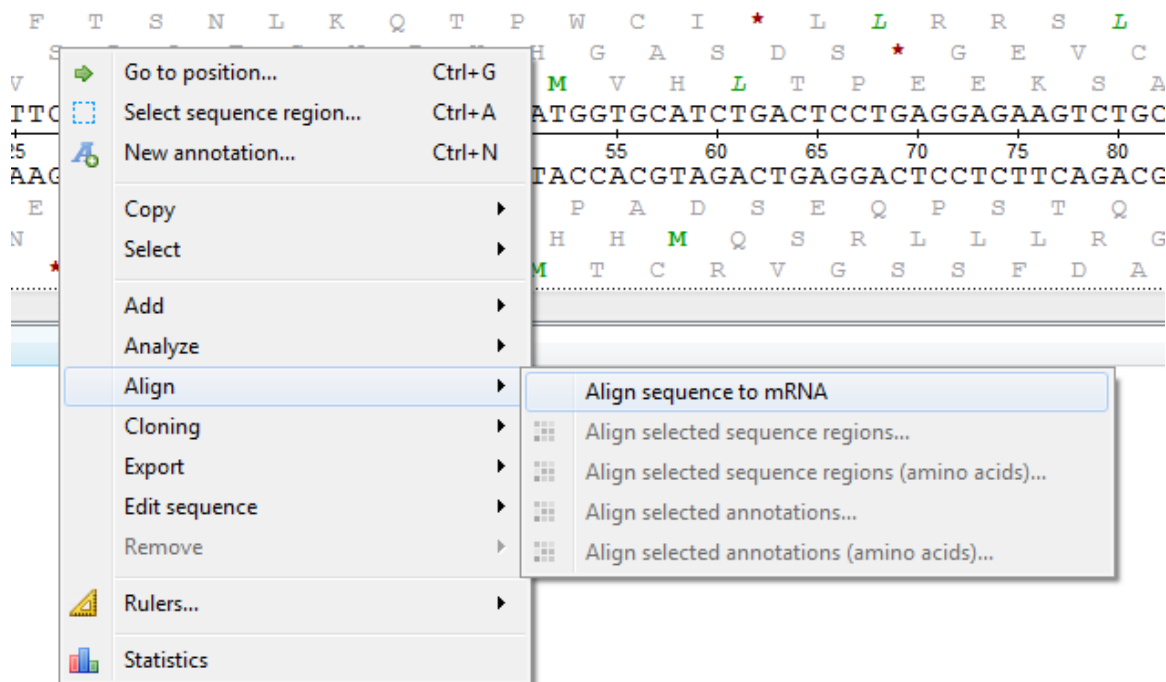 F T S N L K Q T P W C I * L L R R S L
S H G A S D S * G E V C
V M V H L T P E E K S A
TTC ATGGTGCATCTGACTCCTGAGGAGAAGTCTGC
25 55 60 65 70 75 80
AAG TACCACGTAGACTGAGGACTCCTCTTCAGACG
E P A D S E Q P S T Q
N H H M Q S R L L L R G
* M T C R V G S S F D A
Go to position... Ctrl+G
Select sequence region... Ctrl+A
New annotation... Ctrl+N
Copy
Select
Add
Analyze
Align
Cloning
Export
Edit sequence
Remove
Rulers...
Statistics
Align sequence to mRNA
Align selected sequence regions...
Align selected sequence regions (amino acids)...
Align selected annotations...
Align selected annotations (amino acids)...